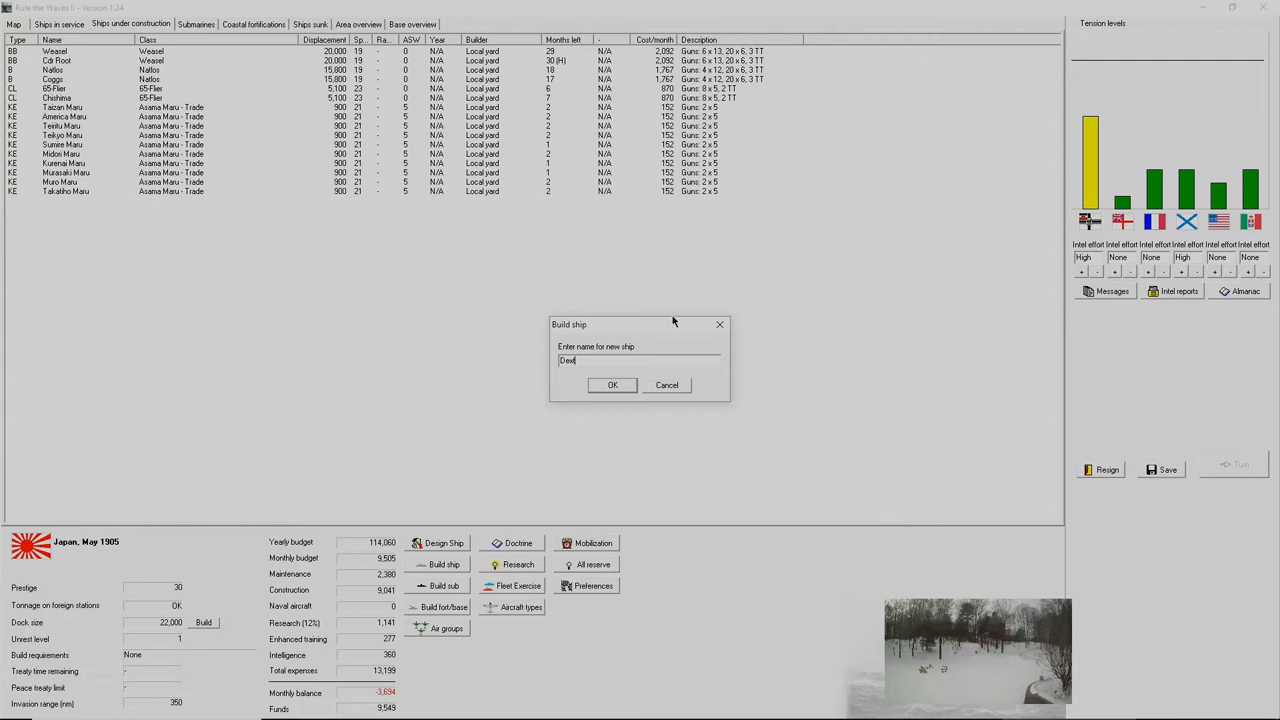 Rule the Waves II - Version 1.24
Map Ships in service Ships under construction Submarines Coastal fortifications Ships sunk Area overview Base overview
Type Name Class Displacement Sp... Ra... ASW Year Builder Months left - Cost/month Description
BB Weasel Weasel 20,000 19 - 0 N/A Local yard 29 N/A 2,092 Guns: 6 x 13, 20 x 6, 3 TT
BB Cdr Root Weasel 20,000 19 - 0 N/A Local yard 30 (H) N/A 2,092 Guns: 6 x 13, 20 x 6, 3 TT
B Natlos Natlos 15,800 19 - 0 N/A Local yard 18 N/A 1,767 Guns: 4 x 12, 20 x 6, 3 TT
B Coggs Natlos 15,800 19 - 0 N/A Local yard 17 N/A 1,767 Guns: 4 x 12, 20 x 6, 3 TT
CL 65-Flier 65-Flier 5,100 23 - 0 N/A Local yard 6 N/A 870 Guns: 8 x 5, 2 TT
CL Chishima 65-Flier 5,100 23 - 0 N/A Local yard 7 N/A 870 Guns: 8 x 5, 2 TT
KE Taizan Maru Asama Maru - Trade 900 21 - 5 N/A Local yard 2 N/A 152 Guns: 2 x 5
KE America Maru Asama Maru - Trade 900 21 - 5 N/A Local yard 2 N/A 152 Guns: 2 x 5
KE Teiritu Maru Asama Maru - Trade 900 21 - 5 N/A Local yard 2 N/A 152 Guns: 2 x 5
KE Teikyo Maru Asama Maru - Trade 900 21 - 5 N/A Local yard 2 N/A 152 Guns: 2 x 5
KE Sumire Maru Asama Maru - Trade 900 21 - 5 N/A Local yard 1 N/A 152 Guns: 2 x 5
KE Midori Maru Asama Maru - Trade 900 21 - 5 N/A Local yard 2 N/A 152 Guns: 2 x 5
KE Kurenai Maru Asama Maru - Trade 900 21 - 5 N/A Local yard 1 N/A 152 Guns: 2 x 5
KE Murasaki Maru Asama Maru - Trade 900 21 - 5 N/A Local yard 1 N/A 152 Guns: 2 x 5
KE Muro Maru Asama Maru - Trade 900 21 - 5 N/A Local yard 2 N/A 152 Guns: 2 x 5
KE Takatiho Maru Asama Maru - Trade 900 21 - 5 N/A Local yard 2 N/A 152 Guns: 2 x 5
Tension levels
Intel effort Intel effort Intel effort Intel effort Intel effort Intel effort
High None None High None None
+ - + - + - + - + - + -
Messages Intel reports Almanac
Build ship
Enter name for new ship
Dext
OK Cancel
Resign Save Turn
Japan, May 1905
Prestige 30
Tonnage on foreign stations OK
Dock size 22,000 Build
Unrest level 1
Build requirements None
Treaty time remaining -
Peace treaty limit -
Invasion range (nm) 350
Yearly budget 114,060
Monthly budget 9,505
Maintenance 2,380
Construction 9,041
Naval aircraft 0
Research (12%) 1,141
Enhanced training 277
Intelligence 360
Total expenses 13,199
Monthly balance -3,694
Funds 9,549
Design Ship Doctrine Mobilization
Build ship Research All reserve
Build sub Fleet Exercise Preferences
Build fort/base Aircraft types
Air groups